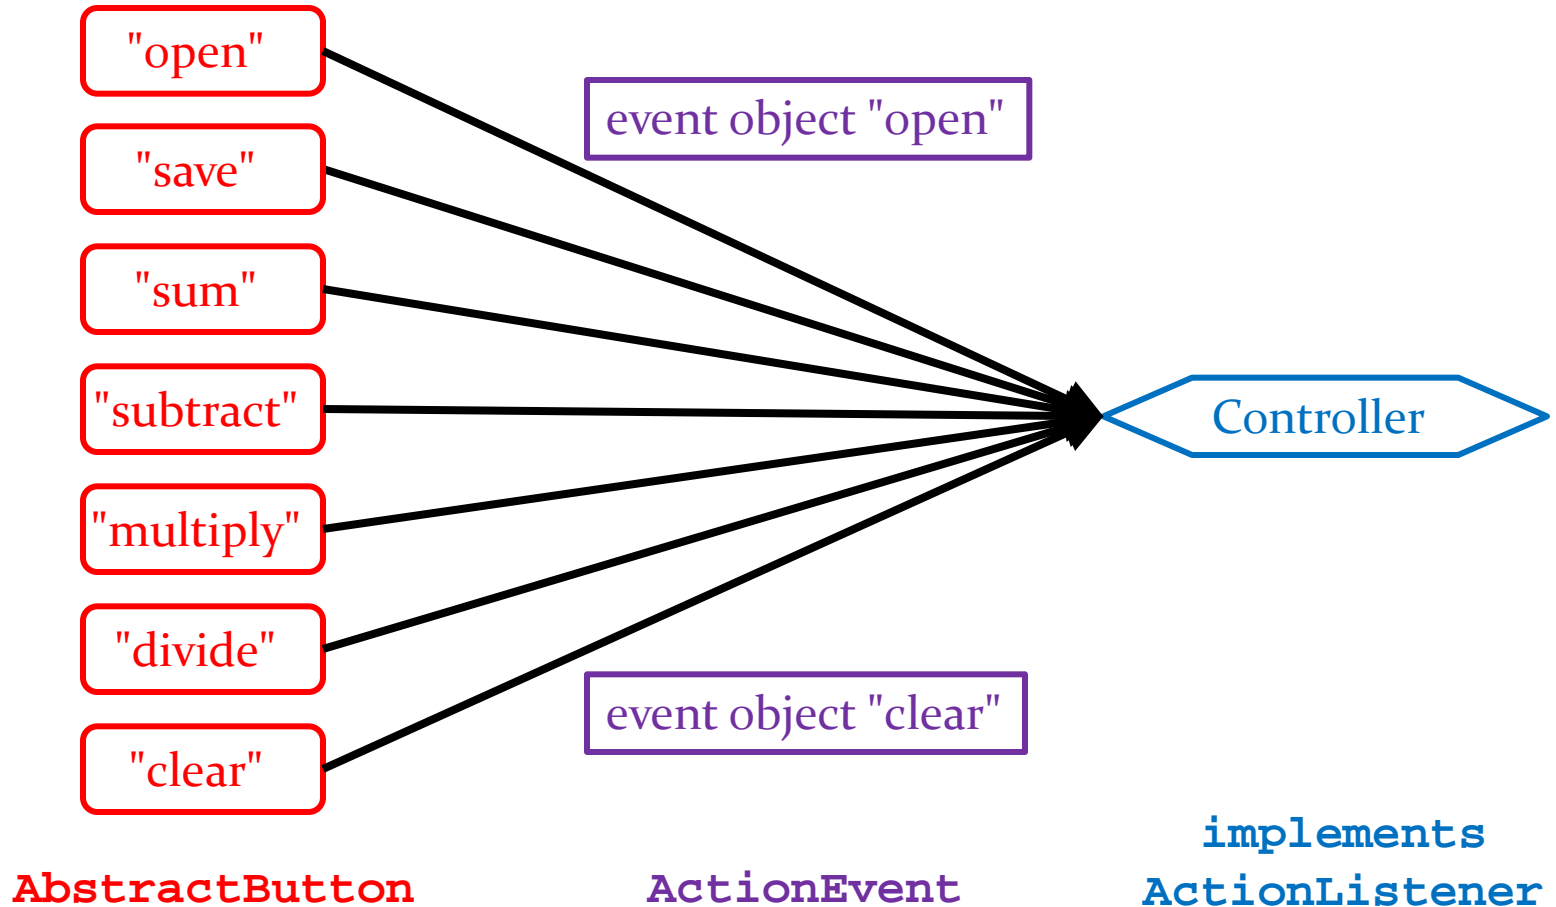 "open"
event object "open"
"save"
"sum"
"subtract"
Controller
"multiply"
"divide"
event object "clear"
"clear"
implements
AbstractButton
ActionEvent
ActionListener